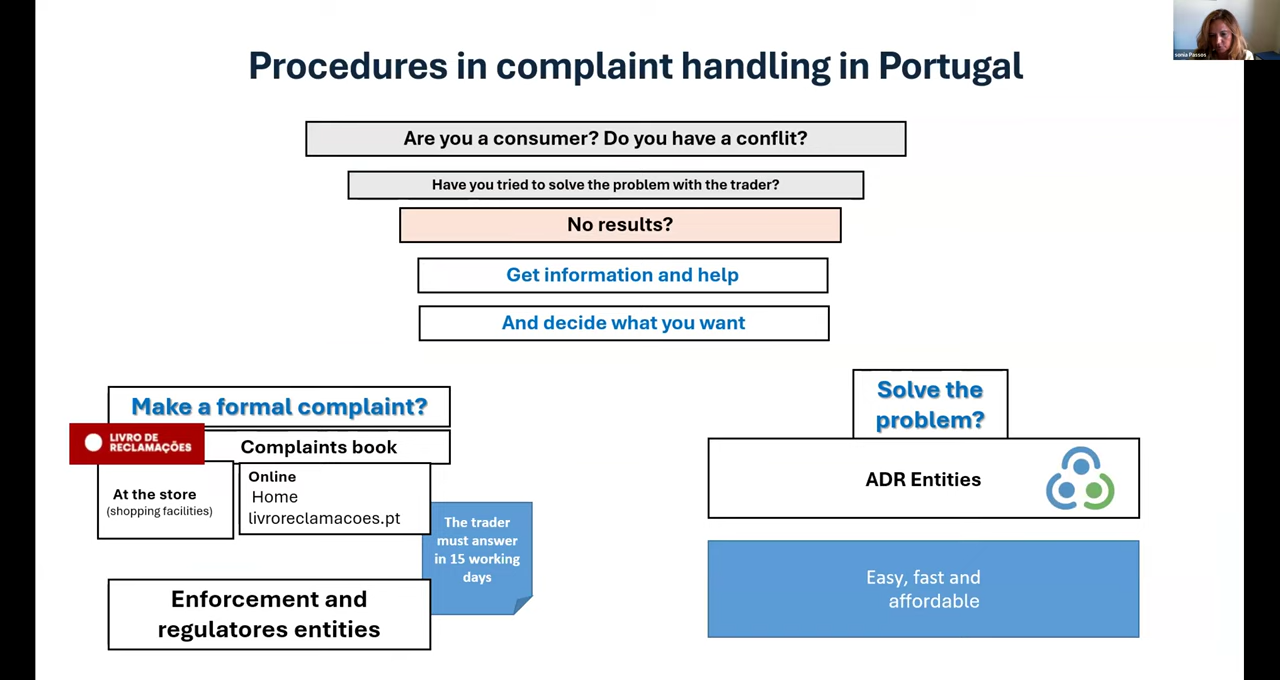 Procedures in complaint handling in Portugal
sonia Passos
Are you a consumer? Do you have a conflit?
Have you tried to solve the problem with the trader?
No results?
Get information and help
And decide what you want
Make a formal complaint?
LIVRO DE
RECLAMAÇÕES
Complaints book
At the store
(shopping facilities)
Online
Home
livroreclamacoes.pt
The trader
must answer
in 15 working
days
Enforcement and
regulatores entities
Solve the
problem?
ADR Entities
Easy, fast and
affordable